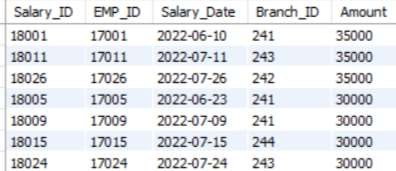 Salary_ID EMP_ID Salary_Date Branch_ID Amount
18001 17001 2022-06-10 241 35000
18011 17011 2022-07-11 243 35000
18026 17026 2022-07-26 242 35000
18005 17005 2022-06-23 241 30000
18009 17009 2022-07-09 241 30000
18015 17015 2022-07-15 244 30000
18024 17024 2022-07-24 243 30000